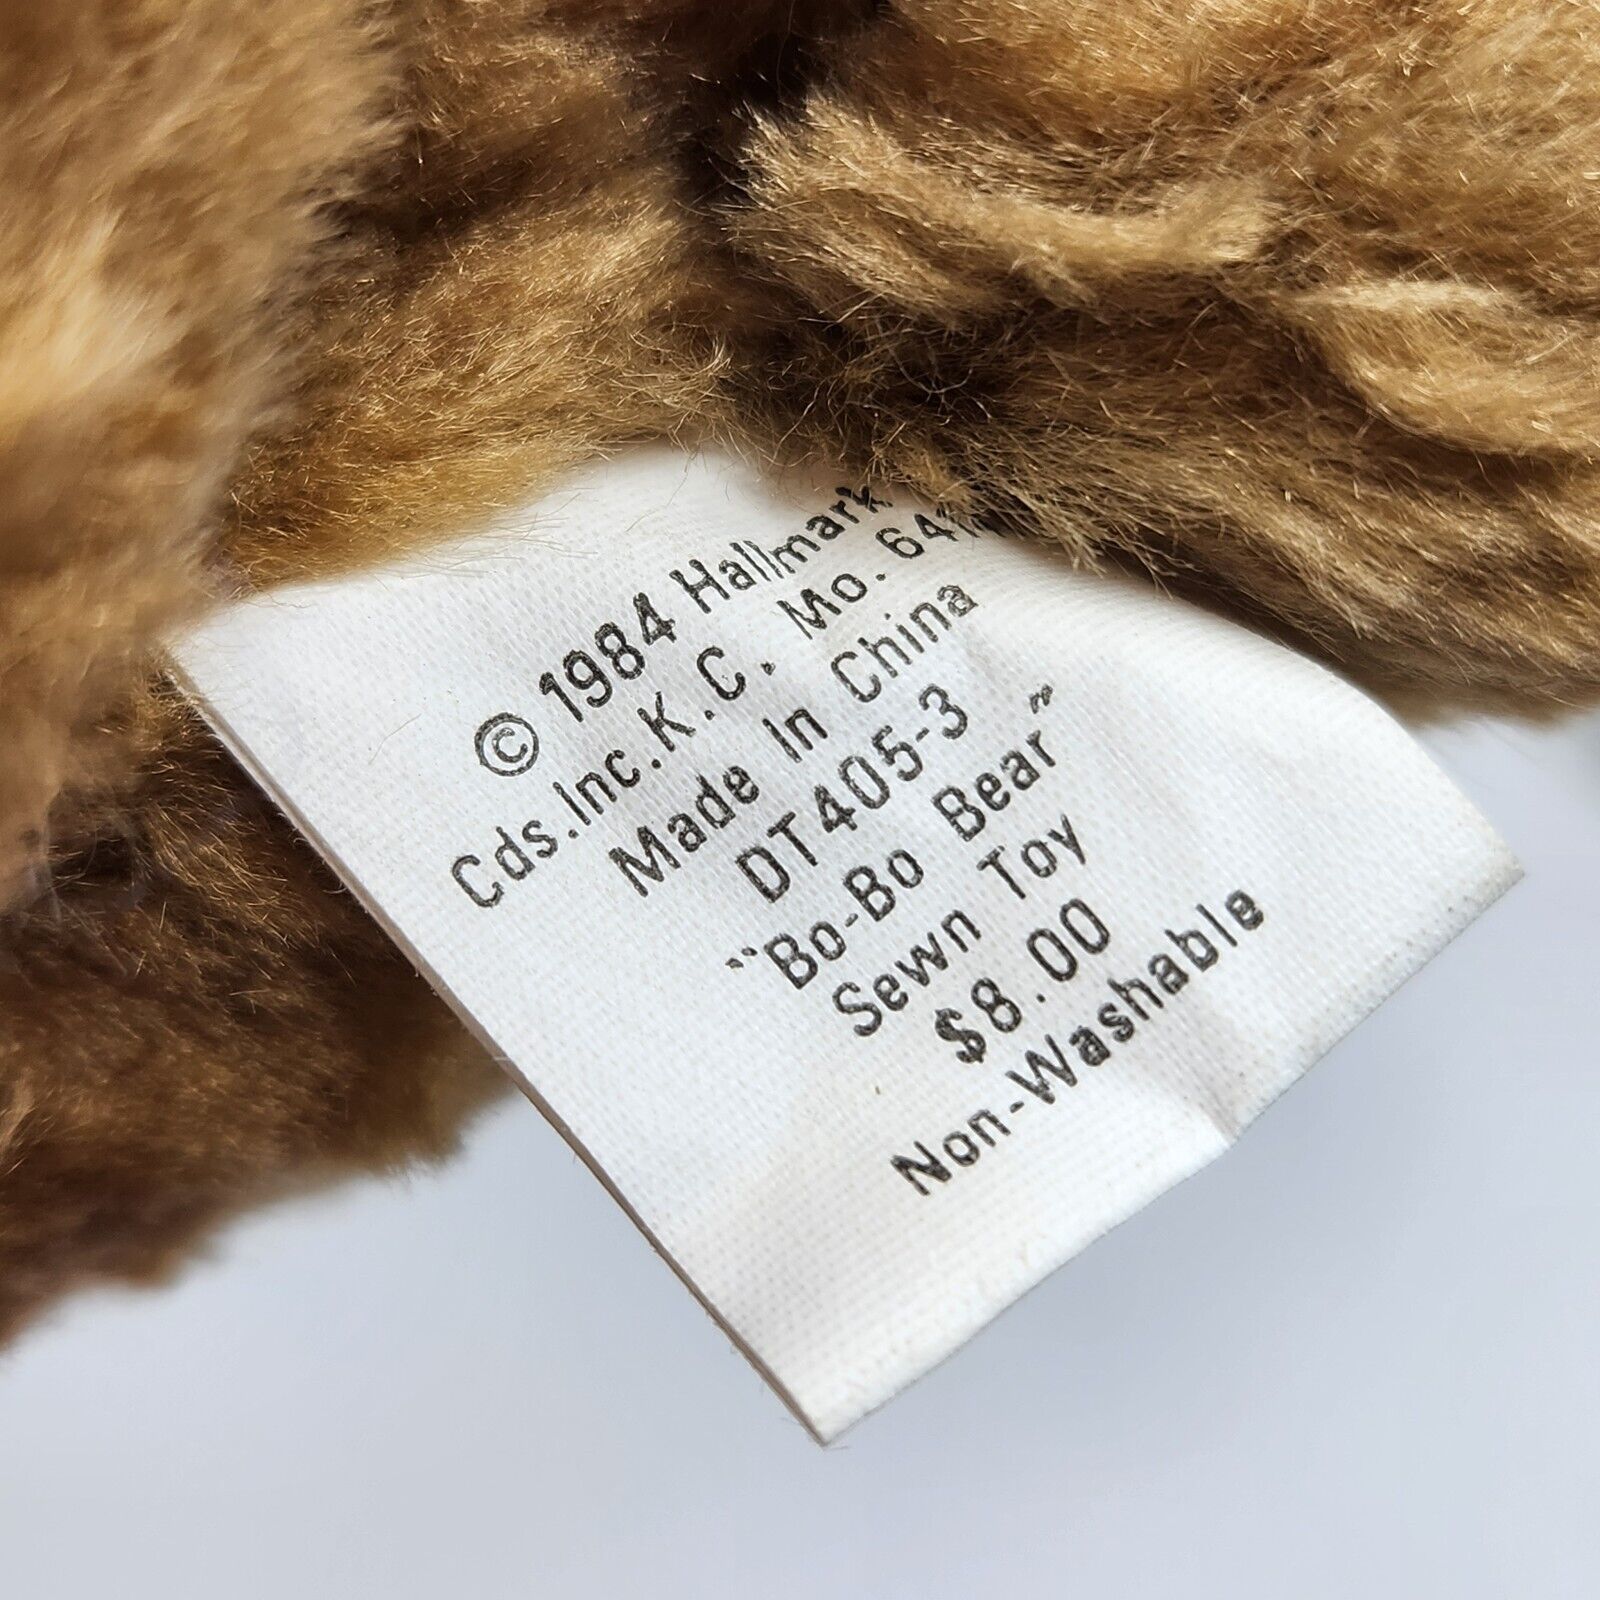 © 1984 Hallmark
Cds.Inc.K.C. Mo.
Made In China
DT405-3
"Bo-Bo Bear"
Sewn Toy
$8.00
Non-Washable